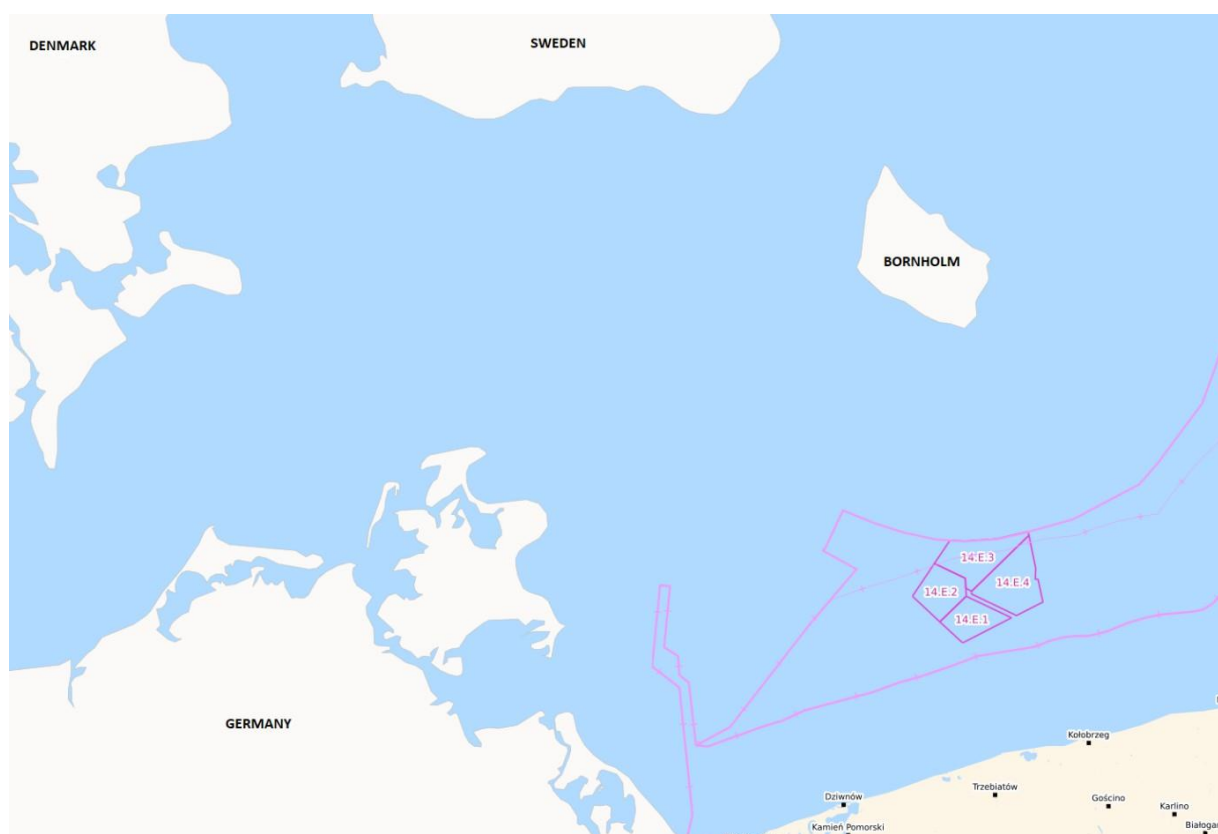 DENMARK
SWEDEN
BORNHOLM
14.E.3
14.E.4
14.E.2
14.E.1
GERMANY
Kołobrzeg
Trzebiatów
Dziwnów
Gościno
Karlino
Kamień Pomorski